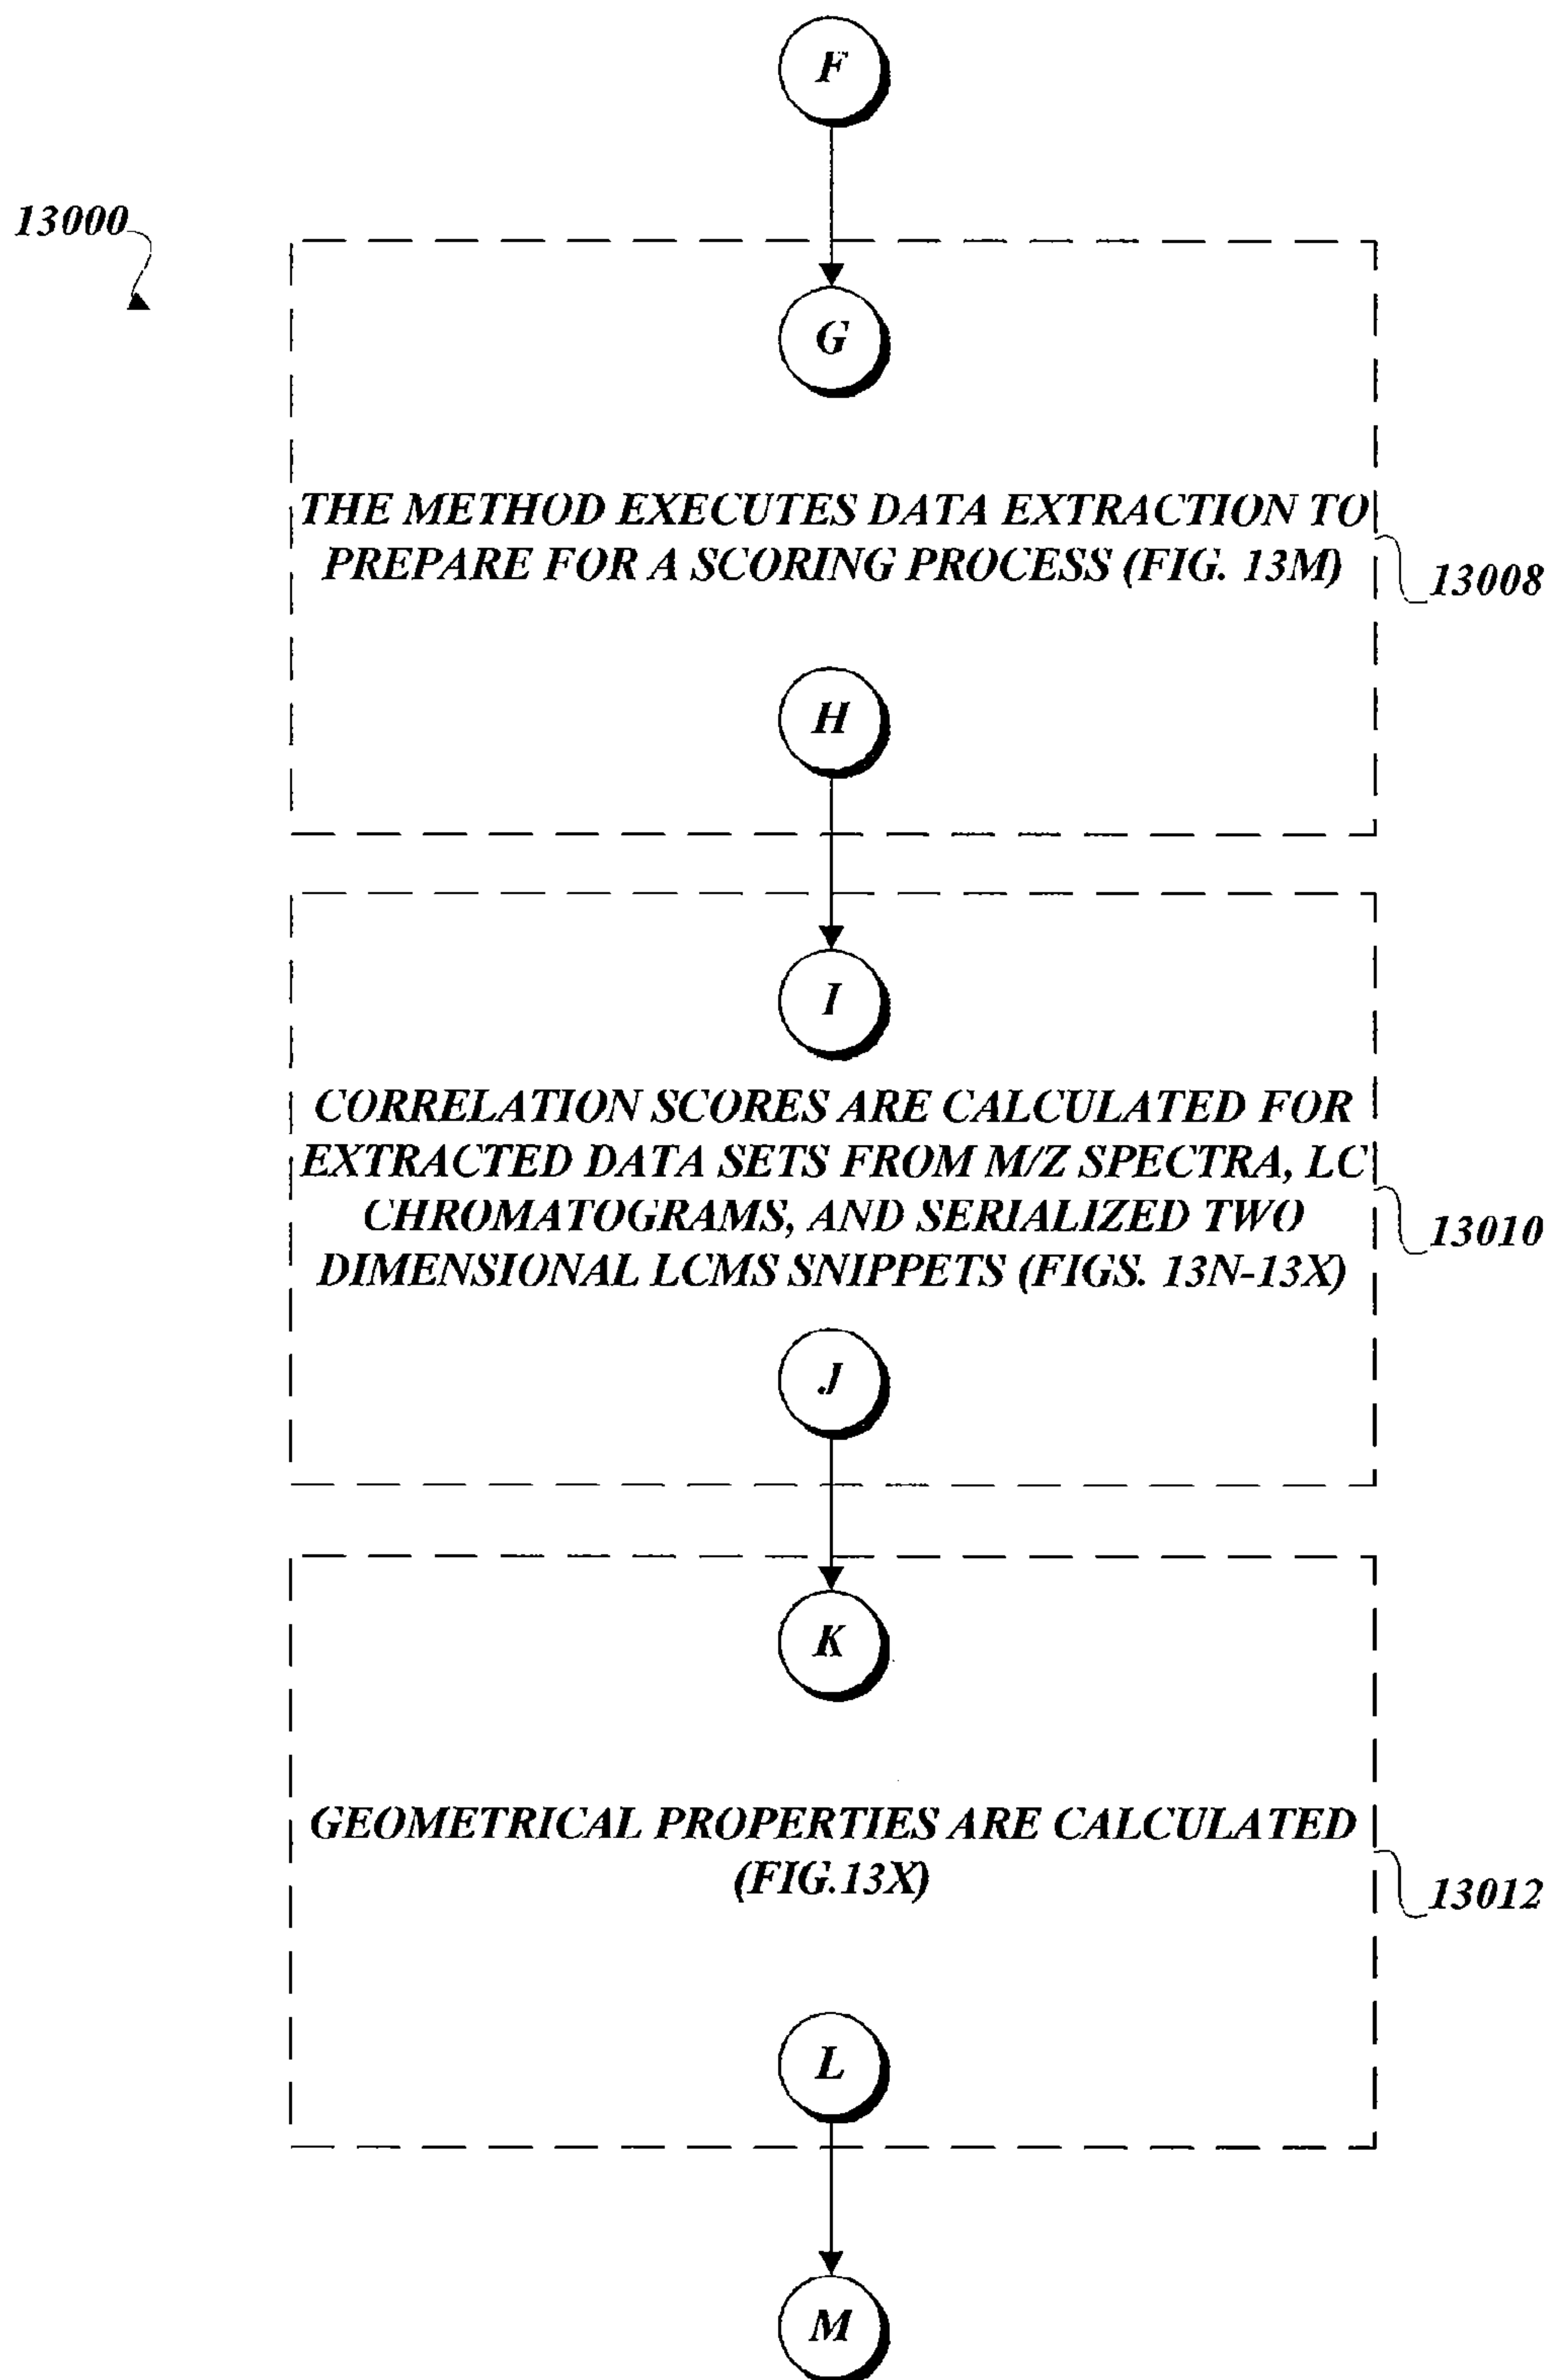 F
13000
G
THE METHOD EXECUTES DATA EXTRACTION TO
PREPARE FOR A SCORING PROCESS (FIG. 13M)
13008
H
I
CORRELATION SCORES ARE CALCULATED FOR
EXTRACTED DATA SETS FROM M/Z SPECTRA, LC
CHROMATOGRAMS, AND SERIALIZED TWO
DIMENSIONAL LCMS SNIPPETS (FIGS. 13N-13X)
13010
J
K
GEOMETRICAL PROPERTIES ARE CALCULATED
(FIG.13X)
13012
L
M